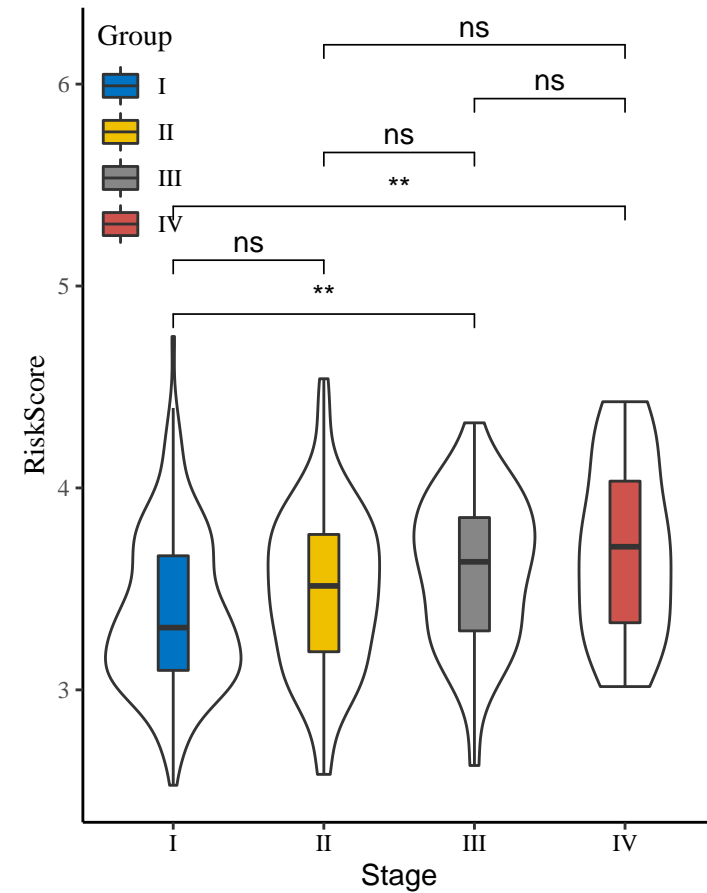 Group
I
II
III
IV
ns
ns
ns
**
ns
**
6
5
4
3
RiskScore
I II III IV
Stage